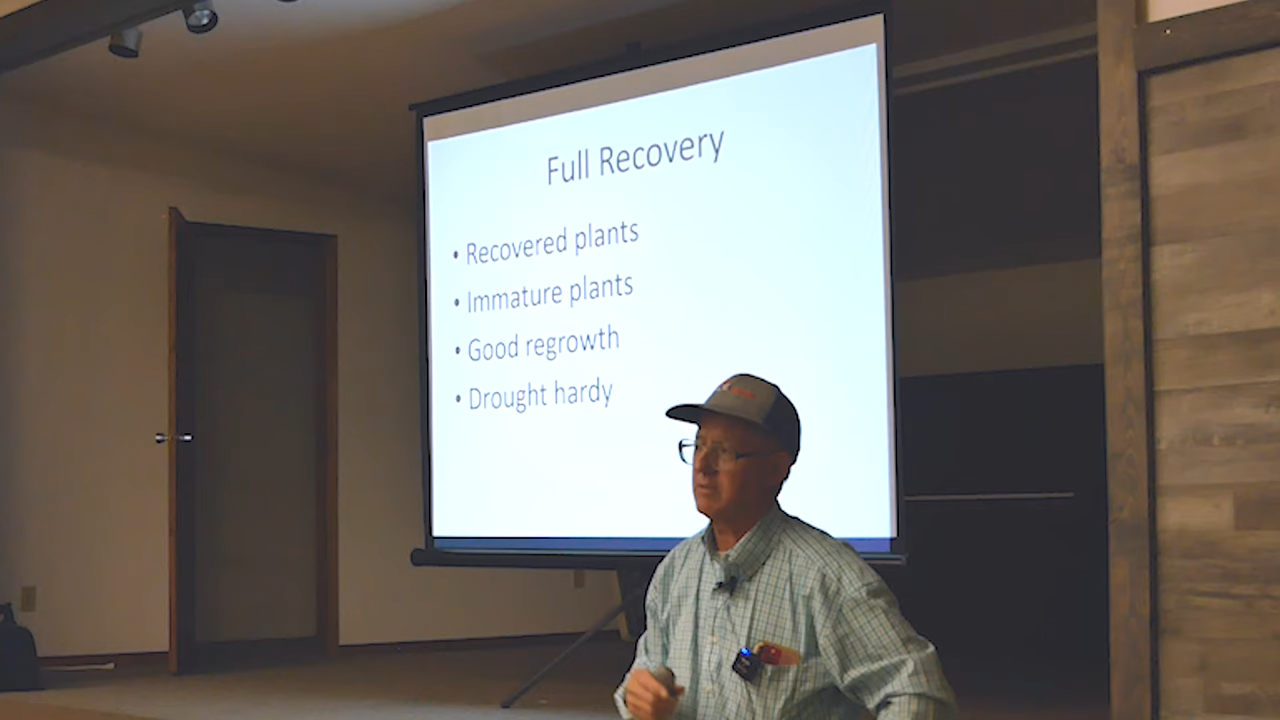 Full Recovery
• Recovered plants
• Immature plants
• Good regrowth
• Drought hardy